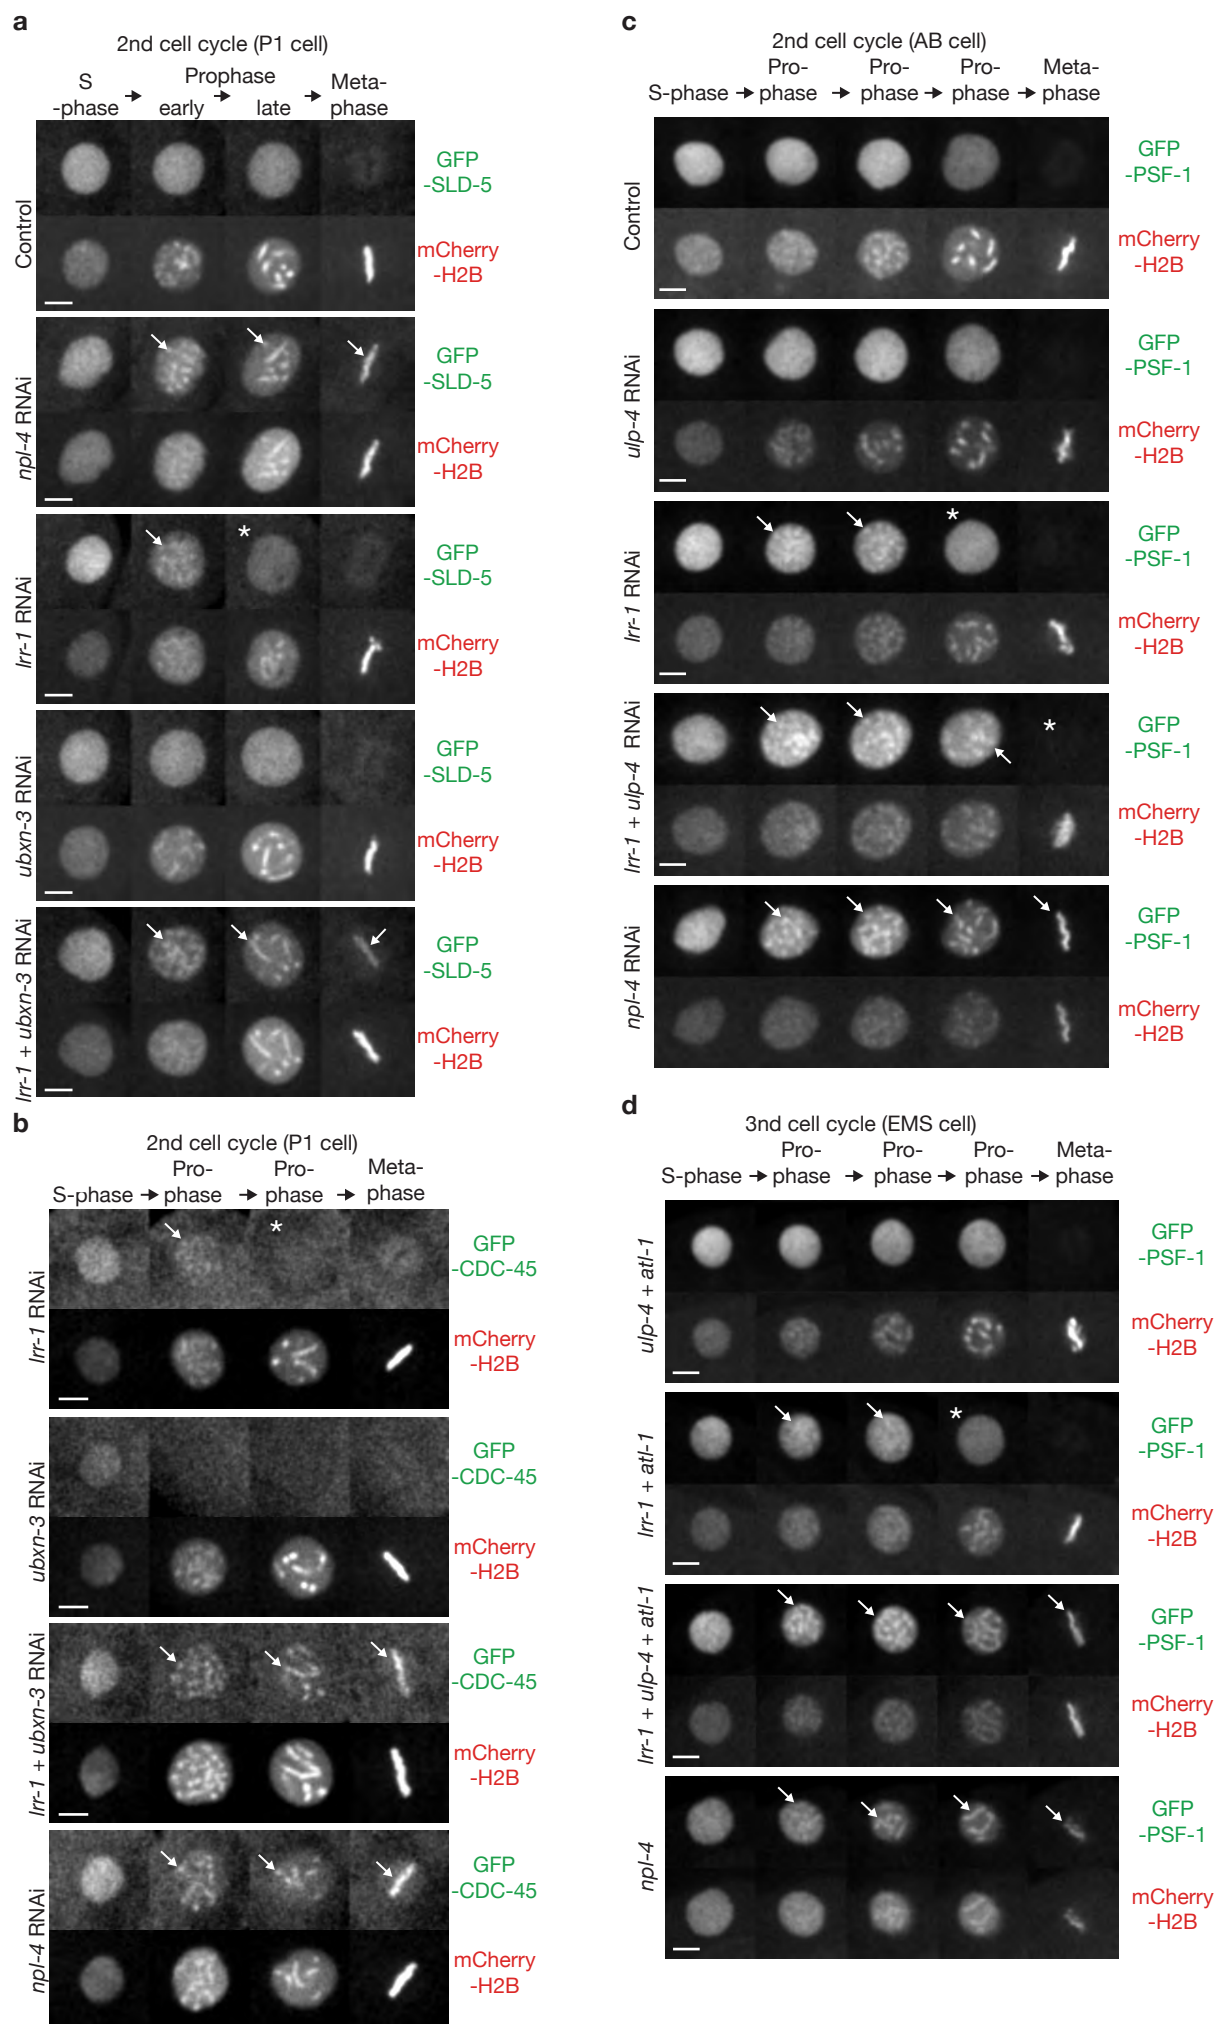 a
2nd cell cycle (P1 cell)
S
-phase
Prophase
early
late
Meta-
phase
Control
GFP
-SLD-5
mCherry
-H2B
npl-4 RNAi
GFP
-SLD-5
mCherry
-H2B
lrr-1 RNAi
*
GFP
-SLD-5
mCherry
-H2B
ubxn-3 RNAi
GFP
-SLD-5
mCherry
-H2B
lrr-1 + ubxn-3 RNAi
GFP
-SLD-5
mCherry
-H2B
b
2nd cell cycle (P1 cell)
S-phase
Pro-
phase
Pro-
phase
Meta-
phase
lrr-1 RNAi
*
GFP
-CDC-45
mCherry
-H2B
ubxn-3 RNAi
GFP
-CDC-45
mCherry
-H2B
lrr-1 + ubxn-3 RNAi
GFP
-CDC-45
mCherry
-H2B
npl-4 RNAi
GFP
-CDC-45
mCherry
-H2B
c
2nd cell cycle (AB cell)
S-phase
Pro-
phase
Pro-
phase
Pro-
phase
Meta-
phase
Control
GFP
-PSF-1
mCherry
-H2B
ulp-4 RNAi
GFP
-PSF-1
mCherry
-H2B
lrr-1 RNAi
*
GFP
-PSF-1
mCherry
-H2B
lrr-1 + ulp-4 RNAi
*
GFP
-PSF-1
mCherry
-H2B
npl-4 RNAi
GFP
-PSF-1
mCherry
-H2B
d
3nd cell cycle (EMS cell)
S-phase
Pro-
phase
Pro-
phase
Pro-
phase
Meta-
phase
ulp-4 + atl-1
GFP
-PSF-1
mCherry
-H2B
lrr-1 + atl-1
*
GFP
-PSF-1
mCherry
-H2B
lrr-1 + ulp-4 + atl-1
GFP
-PSF-1
mCherry
-H2B
npl-4
GFP
-PSF-1
mCherry
-H2B